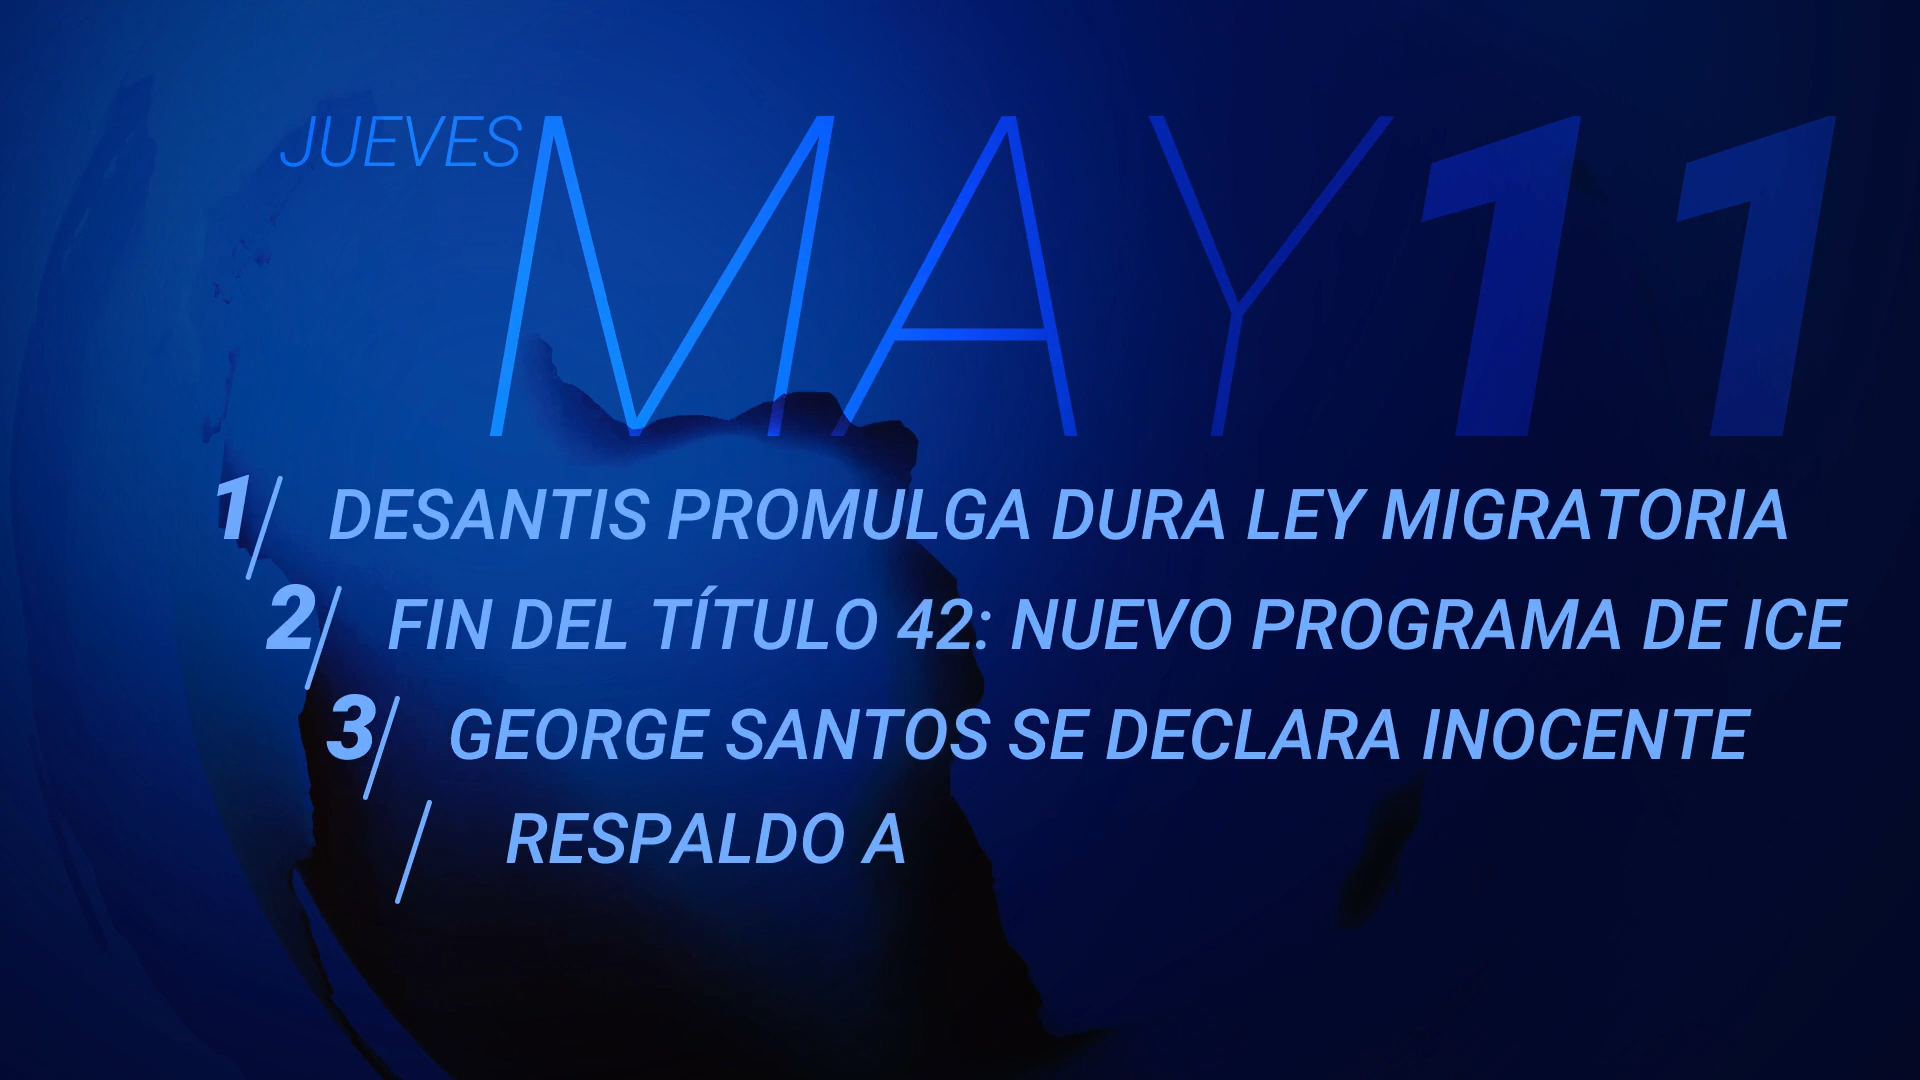 JUEVES MAY 11
1/ DESANTIS PROMULGA DURA LEY MIGRATORIA
2/ FIN DEL TÍTULO 42: NUEVO PROGRAMA DE ICE
3/ GEORGE SANTOS SE DECLARA INOCENTE
/ RESPALDO A